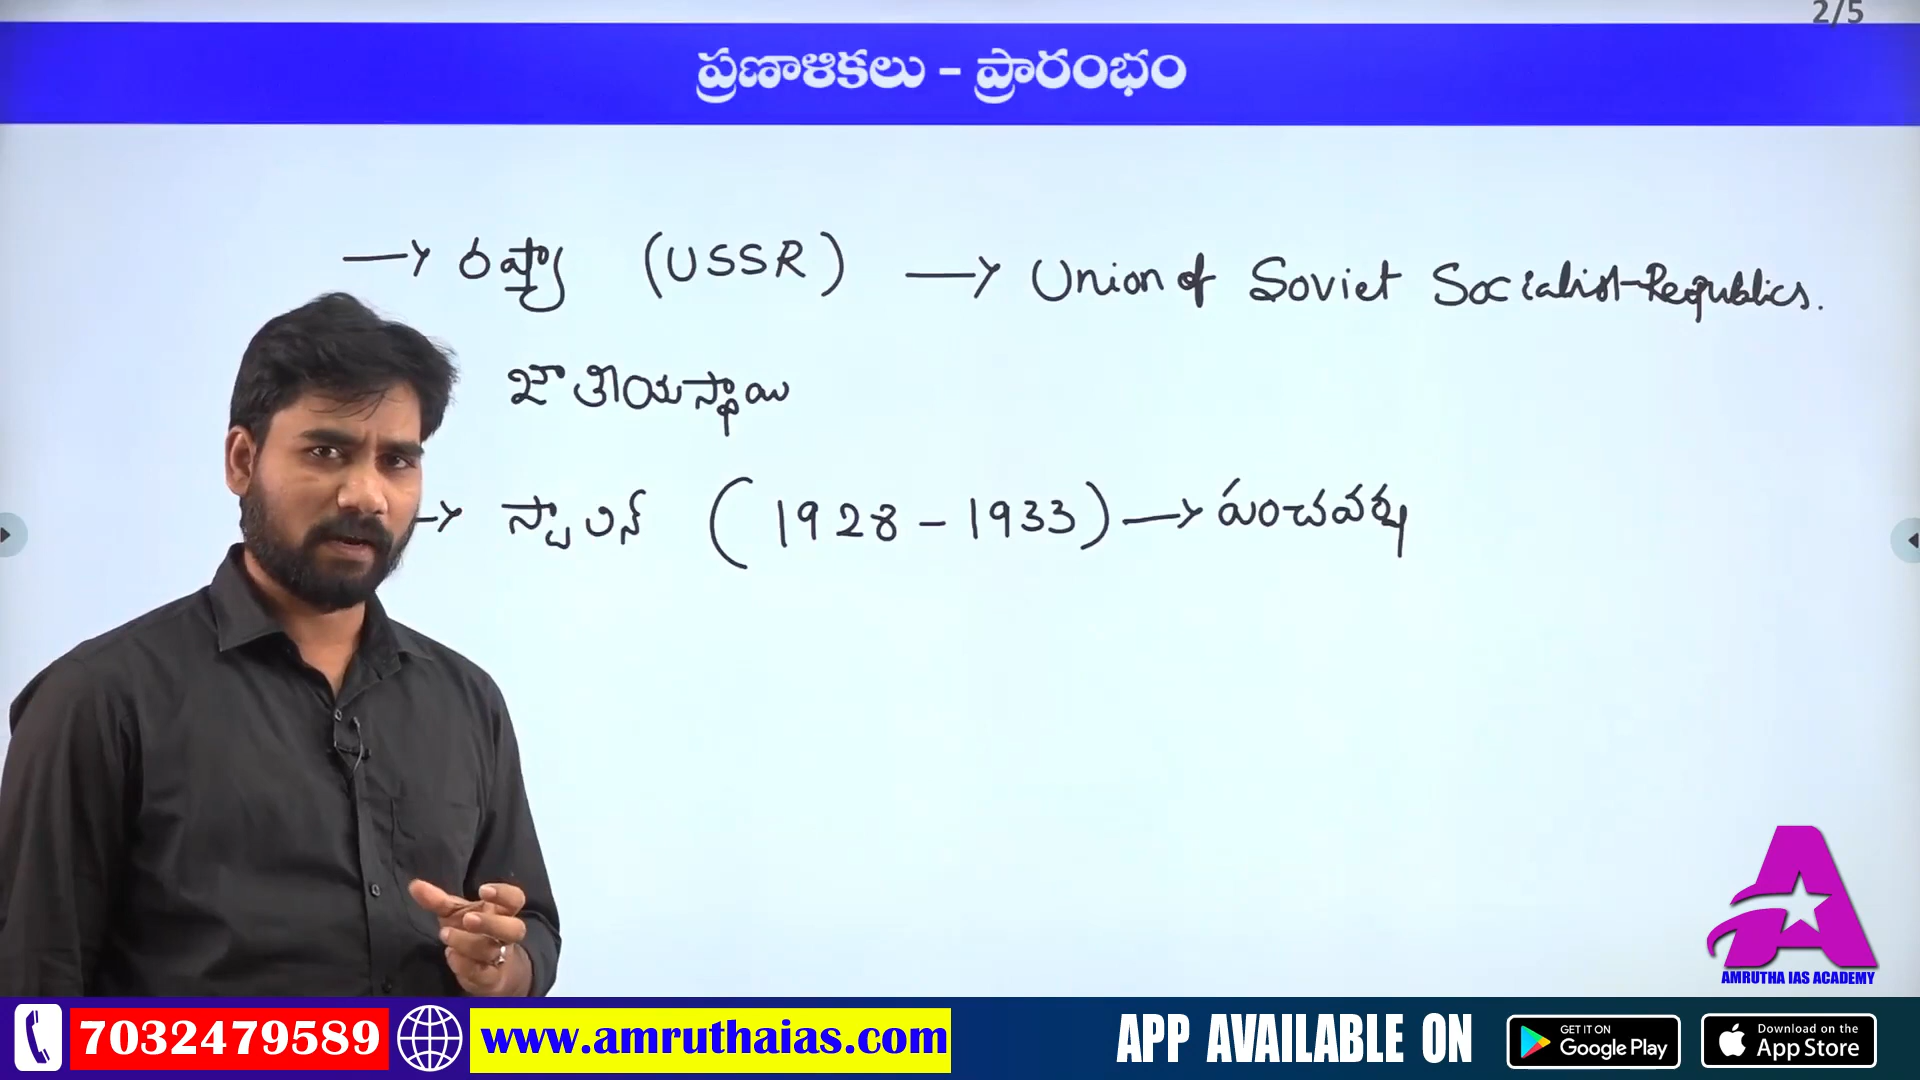 2/5
ప్రణాళికలు - ప్రారంభం
→ రష్యా (USSR) → Union of Soviet Socialist Republics.
జాతీయస్థాయి
→ స్టాలిన్ (1928 - 1933) → పంచవర్ష
AMRUTHA IAS ACADEMY
7032479589 www.amruthaias.com APP AVAILABLE ON GET IT ON Google Play Download on the App Store